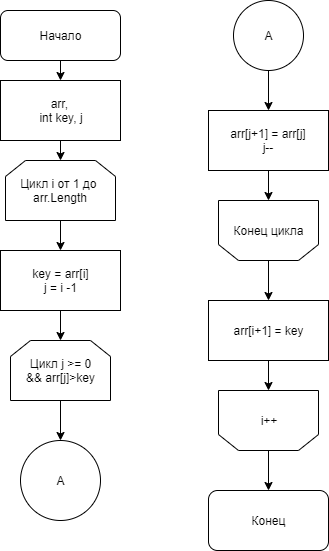 Начало
arr,
int key, j
Цикл i от 1 до
arr.Length
key = arr[i]
j = i -1
Цикл j >= 0
&& arr[j]>key
A
A
arr[j+1] = arr[j]
j--
Конец цикла
arr[i+1] = key
i++
Конец